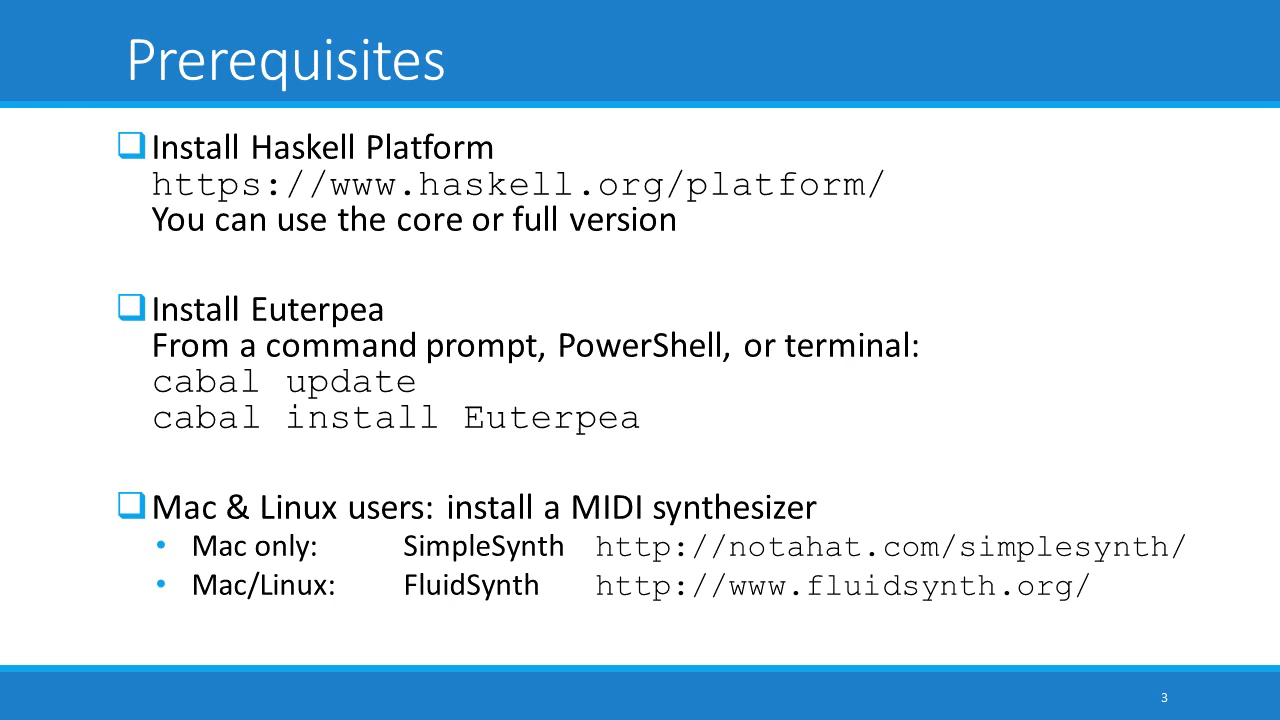 Prerequisites
Install Haskell Platform
https://www.haskell.org/platform/
You can use the core or full version
Install Euterpea
From a command prompt, PowerShell, or terminal:
cabal update
cabal install Euterpea
Mac & Linux users: install a MIDI synthesizer
• Mac only: SimpleSynth http://notahat.com/simplesynth/
• Mac/Linux: FluidSynth http://www.fluidsynth.org/
3